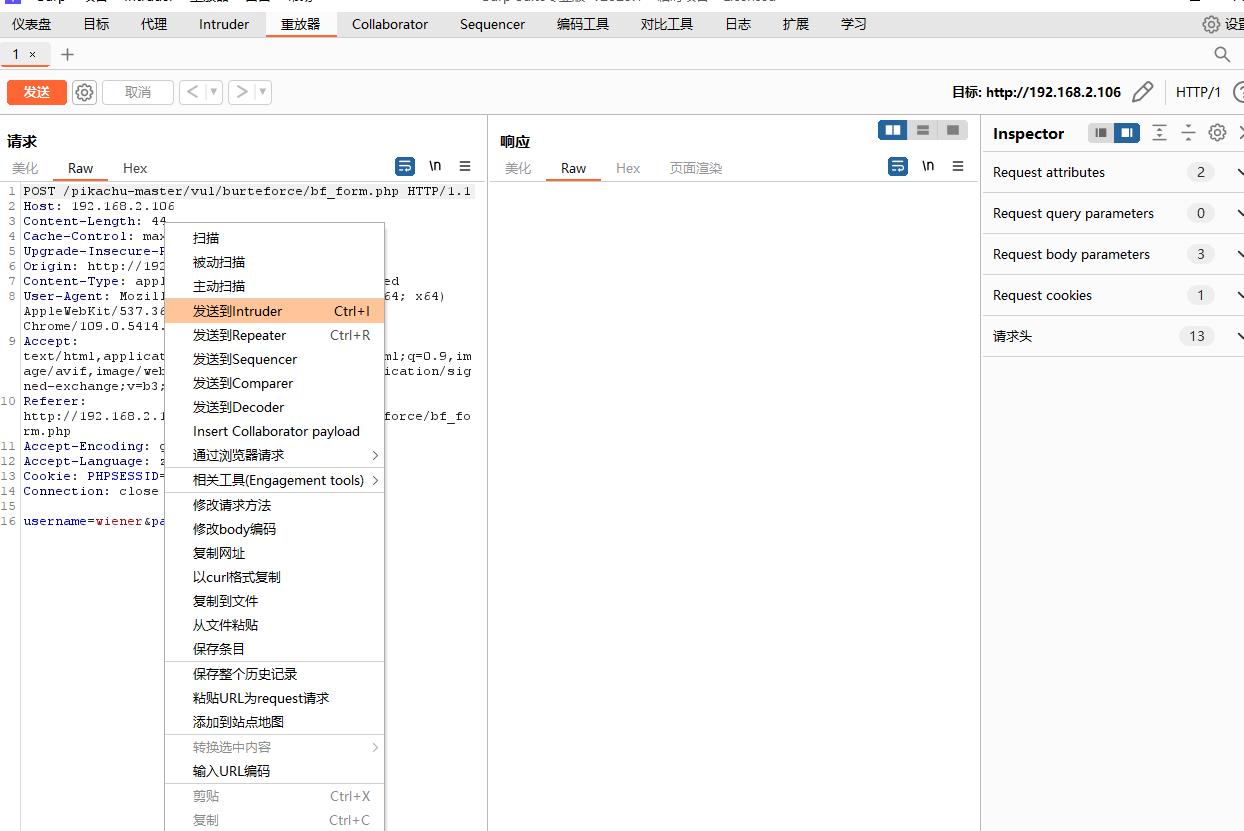 仪表盘 目标 代理 Intruder 重放器 Collaborator Sequencer 编码工具 对比工具 日志 扩展 学习 设置
1 ×
发送 取消 < > 目标: http://192.168.2.106 HTTP/1
请求
美化 Raw Hex \n
1 POST /pikachu-master/vul/burteforce/bf_form.php HTTP/1.1
2 Host: 192.168.2.106
3 Content-Length: 44
4 Cache-Control: max
5 Upgrade-Insecure-R
6 Origin: http://192
7 Content-Type: appl ed
8 User-Agent: Mozill 64; x64)
AppleWebKit/537.36
Chrome/109.0.5414.
9 Accept:
text/html,applicat ml;q=0.9,im
age/avif,image/web ication/sig
ned-exchange;v=b3;
10 Referer:
http://192.168.2.1 force/bf_fo
rm.php
11 Accept-Encoding: g
12 Accept-Language: z
13 Cookie: PHPSESSID=
14 Connection: close
15
16 username=wiener&pa
扫描
被动扫描
主动扫描
发送到Intruder Ctrl+I
发送到Repeater Ctrl+R
发送到Sequencer
发送到Comparer
发送到Decoder
Insert Collaborator payload
通过浏览器请求
相关工具(Engagement tools)
修改请求方法
修改body编码
复制网址
以curl格式复制
复制到文件
从文件粘贴
保存条目
保存整个历史记录
粘贴URL为request请求
添加到站点地图
转换选中内容
输入URL编码
剪贴 Ctrl+X
复制 Ctrl+C
响应
美化 Raw Hex 页面渲染 \n
Inspector
Request attributes 2
Request query parameters 0
Request body parameters 3
Request cookies 1
请求头 13